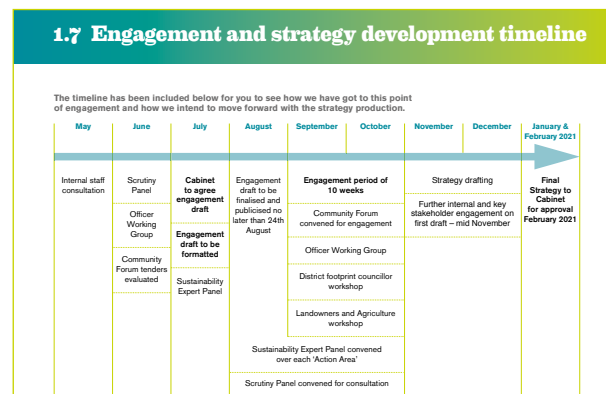 1.7 Engagement and strategy development timeline
The timeline has been included below for you to see how we have got to this point
of engagement and how we intend to move forward with the strategy production.
May
June
July
August
September
October
November
December
January &
February 2021
Internal staff
consultation
Scrutiny
Panel
Officer
Working
Group
Community
Forum tenders
evaluated
Cabinet
to agree
engagement
draft
Engagement
draft to be
formatted
Sustainability
Expert Panel
Engagement
draft to be
finalised and
publicised no
later than 24th
August
Engagement period of
10 weeks
Community Forum
convened for engagement
Officer Working Group
District footprint councillor
workshop
Landowners and Agriculture
workshop
Sustainability Expert Panel convened
over each 'Action Area'
Scrutiny Panel convened for consultation
Strategy drafting
Further internal and key
stakeholder engagement on
first draft – mid November
Final
Strategy to
Cabinet
for approval
February 2021